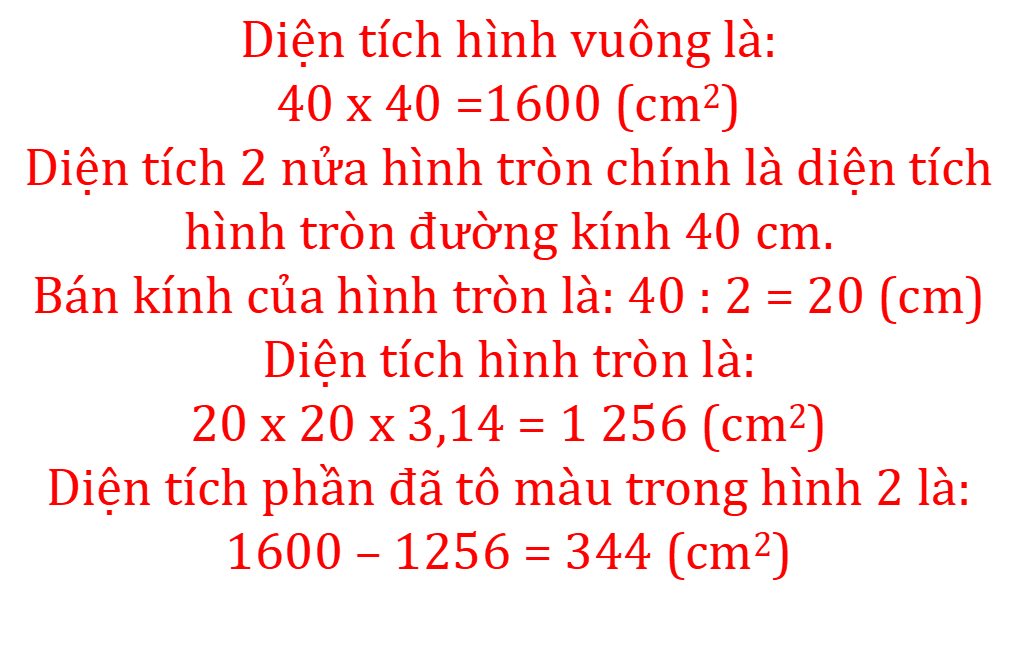 Diện tích hình vuông là:
40 x 40 =1600 (cm²)
Diện tích 2 nửa hình tròn chính là diện tích
hình tròn đường kính 40 cm.
Bán kính của hình tròn là: 40 : 2 = 20 (cm)
Diện tích hình tròn là:
20 x 20 x 3,14 = 1 256 (cm²)
Diện tích phần đã tô màu trong hình 2 là:
1600 – 1256 = 344 (cm²)